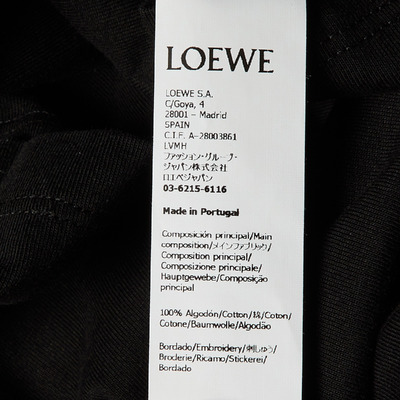 LOEWE
LOEWE S.A.
C/Goya, 4
28001 – Madrid
SPAIN
C.I.F. A-28003861
LVMH
ファッション・グループ・
ジャパン株式会社
ロエベジャパン
03-6215-6116
Made in Portugal
Composición principal/Main
composition/メインファブリック/
Composition principal/
Composizione principale/
Hauptgewebe/Composição
principal
100% Algodón/Cotton/綿/Coton/
Cotone/Baumwolle/Algodão
Bordado/Embroidery/刺しゅう/
Broderie/Ricamo/Stickerei/
Bordado